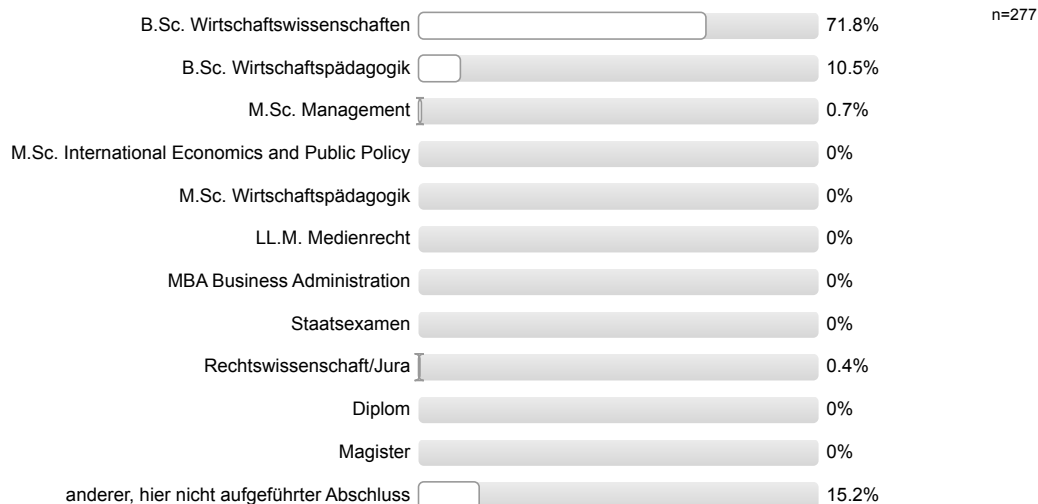 B.Sc. Wirtschaftswissenschaften 71.8% n=277
B.Sc. Wirtschaftspädagogik 10.5%
M.Sc. Management 0.7%
M.Sc. International Economics and Public Policy 0%
M.Sc. Wirtschaftspädagogik 0%
LL.M. Medienrecht 0%
MBA Business Administration 0%
Staatsexamen 0%
Rechtswissenschaft/Jura 0.4%
Diplom 0%
Magister 0%
anderer, hier nicht aufgeführter Abschluss 15.2%